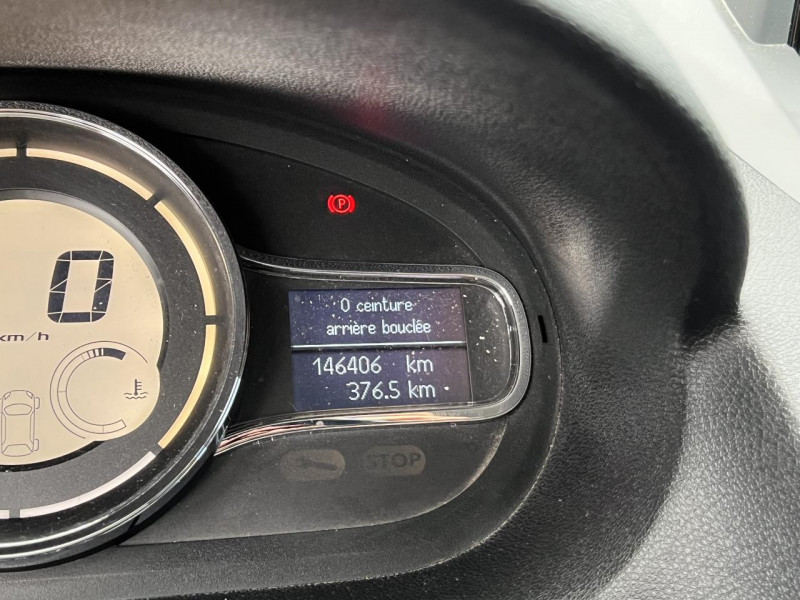 P
0
km/h
0 ceinture
arrière bouclée
146406 km
376.5 km
STOP